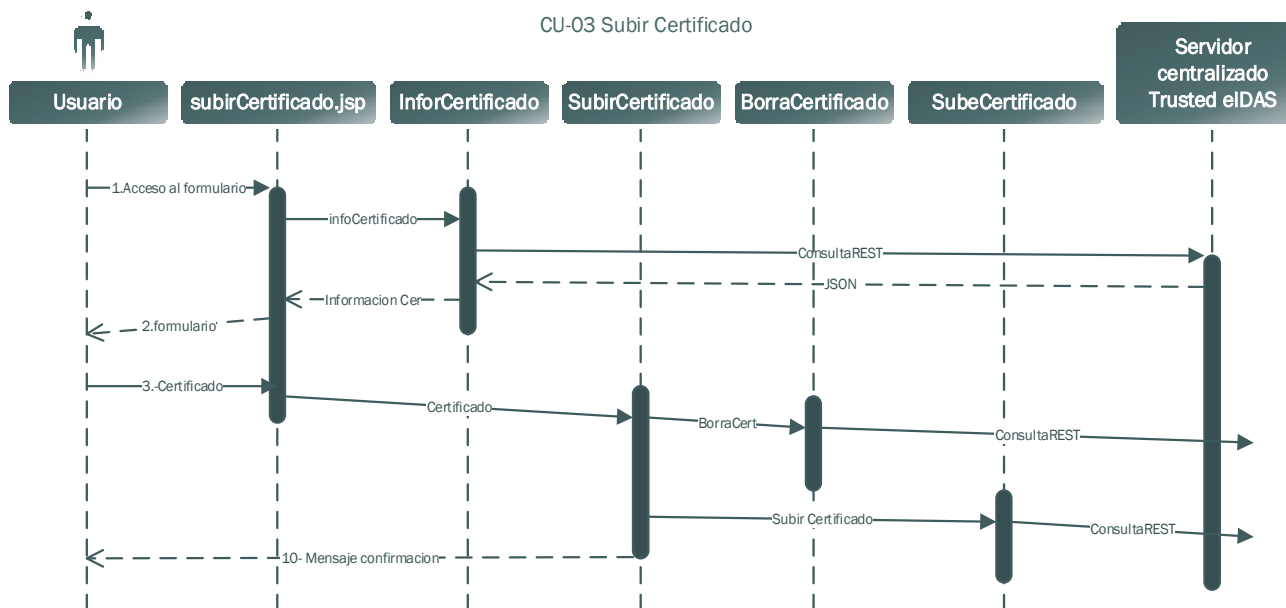 CU-03 Subir Certificado
Usuario
subirCertificado.jsp
InforCertificado
SubirCertificado
BorraCertificado
SubeCertificado
Servidor
centralizado
Trusted eIDAS
1.Acceso al formulario
infoCertificado
ConsultaREST
JSON
Informacion Cer
2.formulario
3.-Certificado
Certificado
BorraCert
ConsultaREST
Subir Certificado
ConsultaREST
10- Mensaje confirmacion